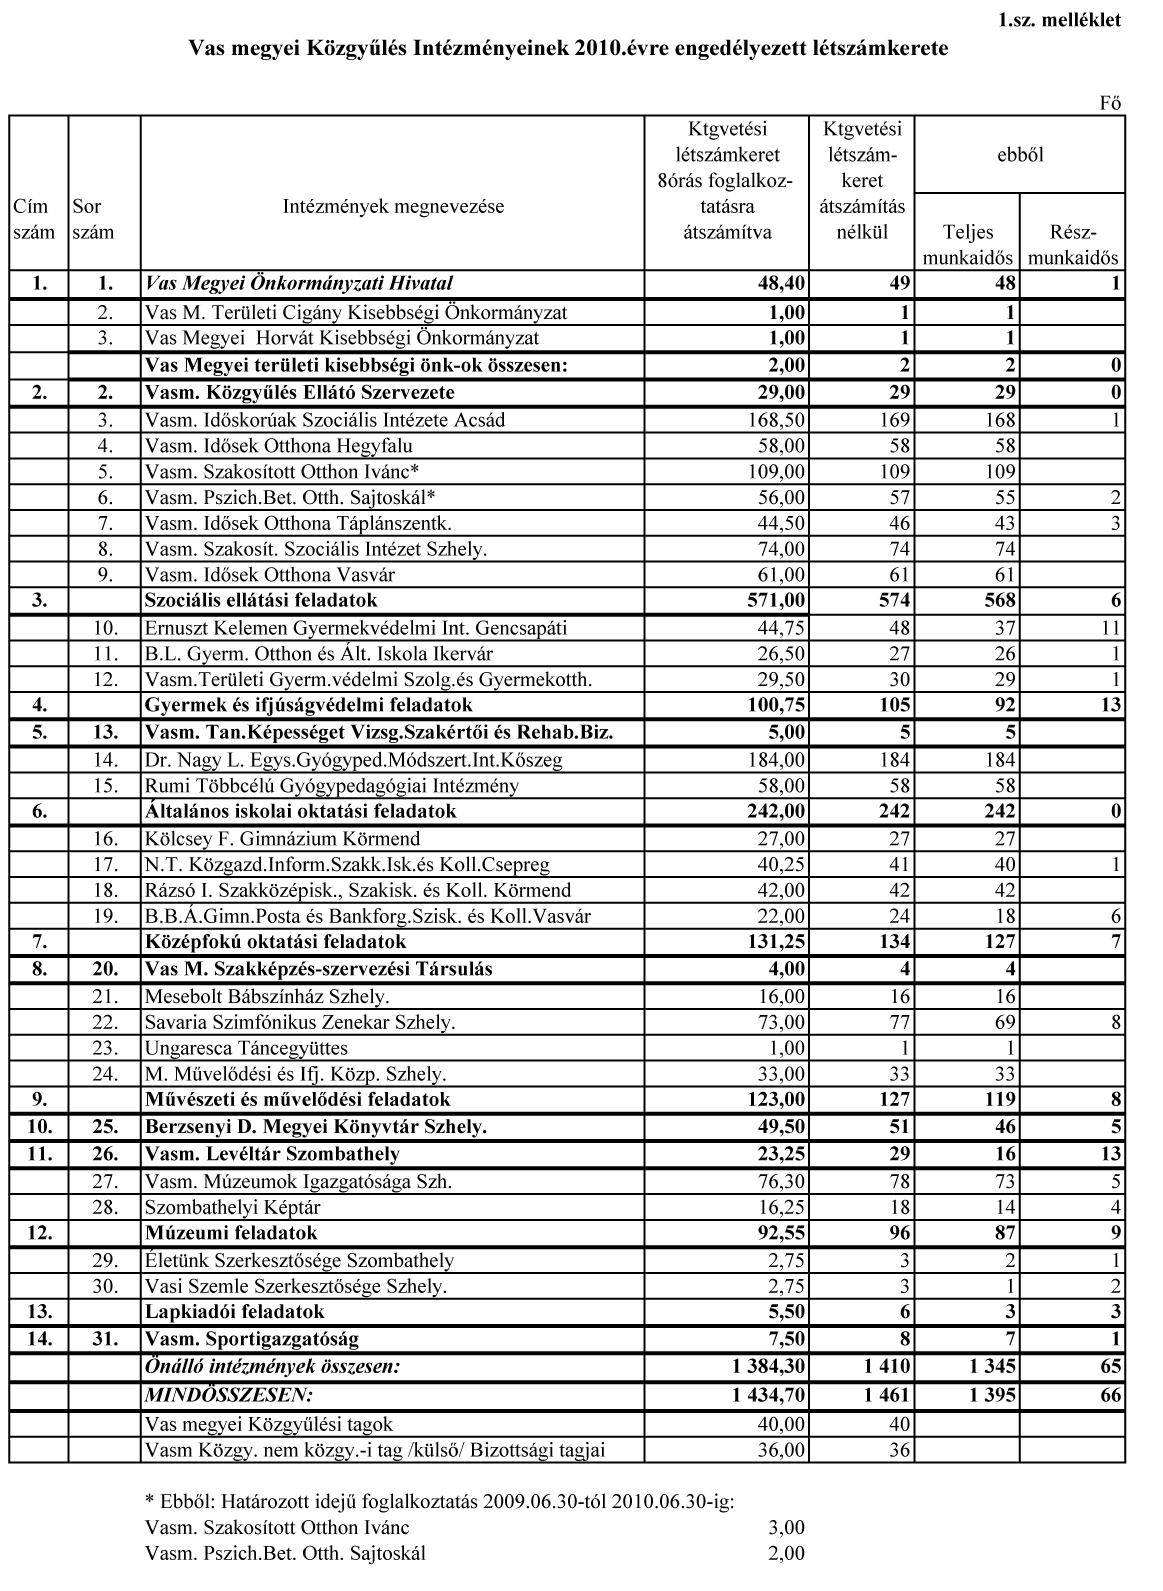 1.sz. melléklet
Vas megyei Közgyűlés Intézményeinek 2010.évre engedélyezett létszámkerete
Fő
Cím szám Sor szám Intézmények megnevezése Ktgvetési létszámkeret 8órás foglalkoz-tatásra átszámítva Ktgvetési létszám-keret átszámítás nélkül ebből Teljes munkaidős Rész-munkaidős
1. 1. Vas Megyei Önkormányzati Hivatal 48,40 49 48 1
2. Vas M. Területi Cigány Kisebbségi Önkormányzat 1,00 1 1
3. Vas Megyei Horvát Kisebbségi Önkormányzat 1,00 1 1
Vas Megyei területi kisebbségi önk-ok összesen: 2,00 2 2 0
2. 2. Vasm. Közgyűlés Ellátó Szervezete 29,00 29 29 0
3. Vasm. Időskorúak Szociális Intézete Acsád 168,50 169 168 1
4. Vasm. Idősek Otthona Hegyfalu 58,00 58 58
5. Vasm. Szakosított Otthon Ivánc* 109,00 109 109
6. Vasm. Pszich.Bet. Otth. Sajtoskál* 56,00 57 55 2
7. Vasm. Idősek Otthona Táplánszentk. 44,50 46 43 3
8. Vasm. Szakosít. Szociális Intézet Szhely. 74,00 74 74
9. Vasm. Idősek Otthona Vasvár 61,00 61 61
3. Szociális ellátási feladatok 571,00 574 568 6
10. Ernuszt Kelemen Gyermekvédelmi Int. Gencsapáti 44,75 48 37 11
11. B.L. Gyerm. Otthon és Ált. Iskola Ikervár 26,50 27 26 1
12. Vasm.Területi Gyerm.védelmi Szolg.és Gyermekotth. 29,50 30 29 1
4. Gyermek és ifjúságvédelmi feladatok 100,75 105 92 13
5. 13. Vasm. Tan.Képességet Vizsg.Szakértői és Rehab.Biz. 5,00 5 5
14. Dr. Nagy L. Egys.Gyógyped.Módszert.Int.Kőszeg 184,00 184 184
15. Rumi Többcélú Gyógypedagógiai Intézmény 58,00 58 58
6. Általános iskolai oktatási feladatok 242,00 242 242 0
16. Kölcsey F. Gimnázium Körmend 27,00 27 27
17. N.T. Közgazd.Inform.Szakk.Isk.és Koll.Csepreg 40,25 41 40 1
18. Rázsó I. Szakközépisk., Szakisk. és Koll. Körmend 42,00 42 42
19. B.B.Á.Gimn.Posta és Bankforg.Szisk. és Koll.Vasvár 22,00 24 18 6
7. Középfokú oktatási feladatok 131,25 134 127 7
8. 20. Vas M. Szakképzés-szervezési Társulás 4,00 4 4
21. Mesebolt Bábszínház Szhely. 16,00 16 16
22. Savaria Szimfónikus Zenekar Szhely. 73,00 77 69 8
23. Ungaresca Táncegyüttes 1,00 1 1
24. M. Művelődési és Ifj. Közp. Szhely. 33,00 33 33
9. Művészeti és művelődési feladatok 123,00 127 119 8
10. 25. Berzsenyi D. Megyei Könyvtár Szhely. 49,50 51 46 5
11. 26. Vasm. Levéltár Szombathely 23,25 29 16 13
27. Vasm. Múzeumok Igazgatósága Szh. 76,30 78 73 5
28. Szombathelyi Képtár 16,25 18 14 4
12. Múzeumi feladatok 92,55 96 87 9
29. Életünk Szerkesztősége Szombathely 2,75 3 2 1
30. Vasi Szemle Szerkesztősége Szhely. 2,75 3 1 2
13. Lapkiadói feladatok 5,50 6 3 3
14. 31. Vasm. Sportigazgatóság 7,50 8 7 1
Önálló intézmények összesen: 1 384,30 1 410 1 345 65
MINDÖSSZESEN: 1 434,70 1 461 1 395 66
Vas megyei Közgyűlési tagok 40,00 40
Vasm Közgy. nem közgy.-i tag /külső/ Bizottsági tagjai 36,00 36
* Ebből: Határozott idejű foglalkoztatás 2009.06.30-tól 2010.06.30-ig:
Vasm. Szakosított Otthon Ivánc 3,00
Vasm. Pszich.Bet. Otth. Sajtoskál 2,00